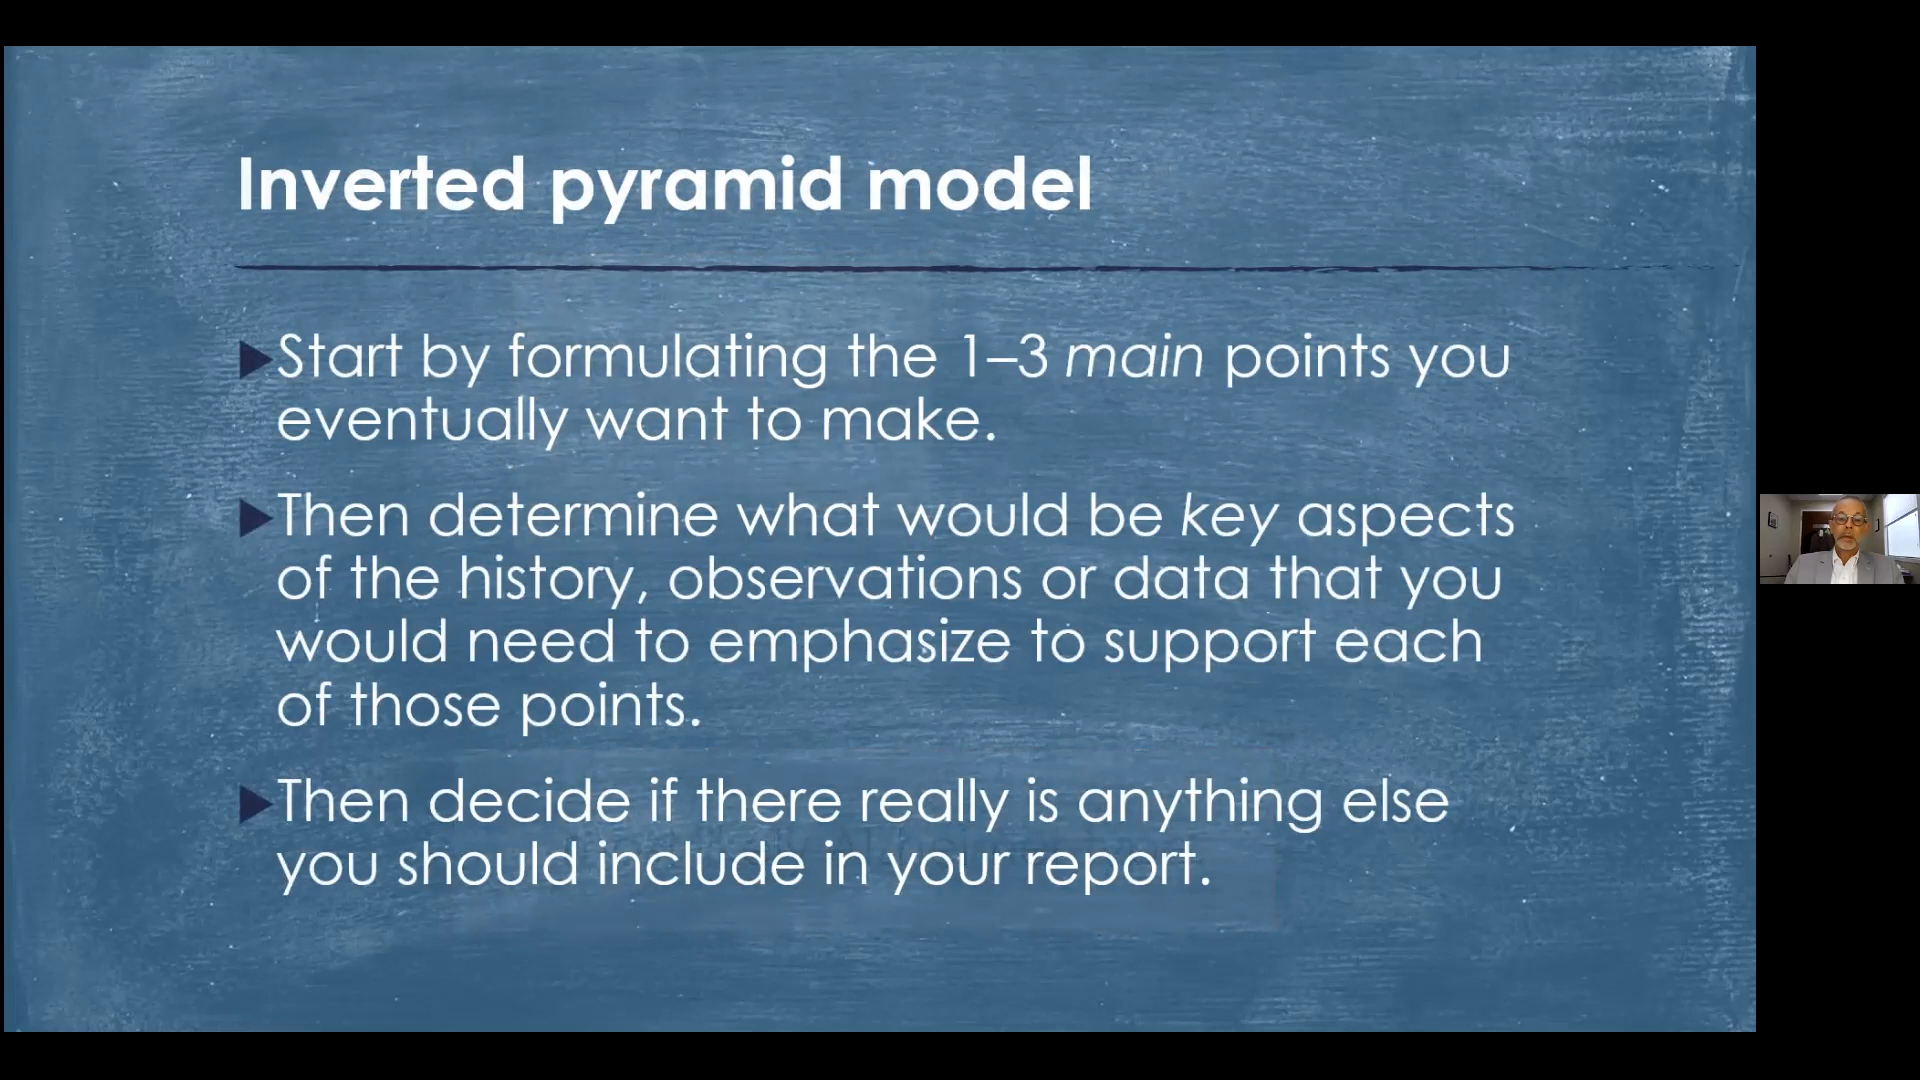 Inverted pyramid model
Start by formulating the 1–3 main points you
eventually want to make.
Then determine what would be key aspects
of the history, observations or data that you
would need to emphasize to support each
of those points.
Then decide if there really is anything else
you should include in your report.